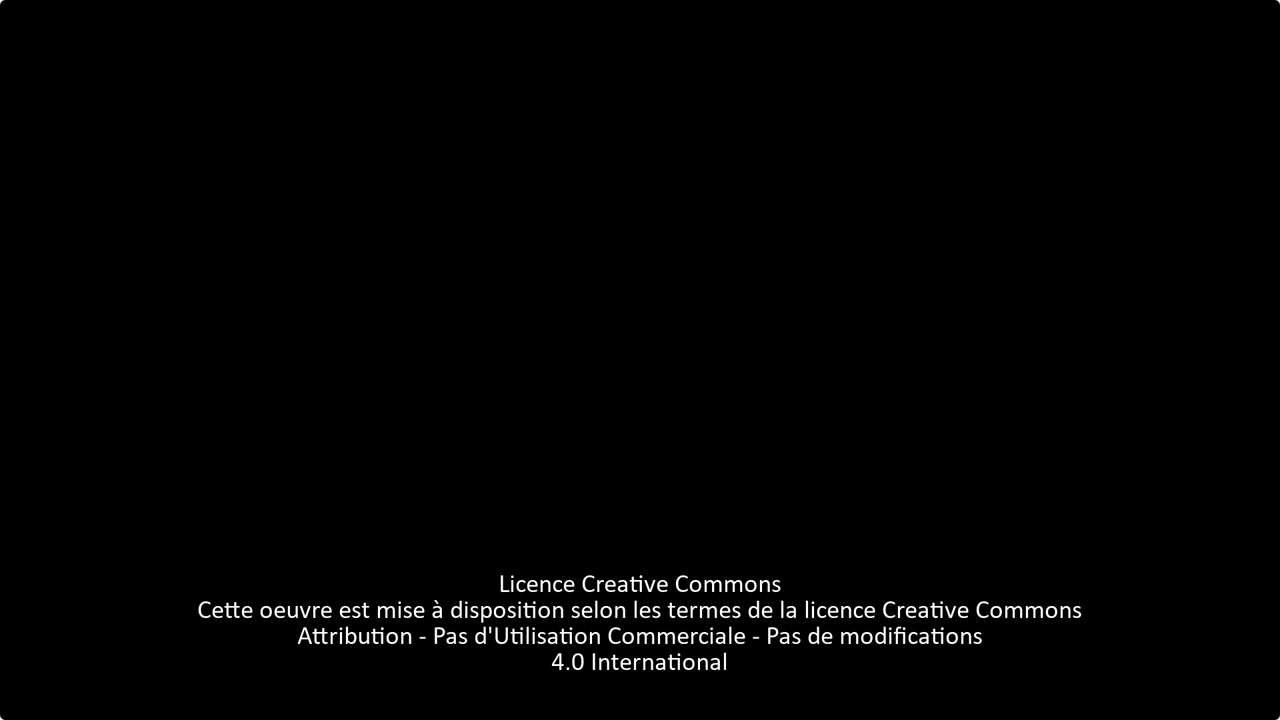 Licence Creative Commons
Cette oeuvre est mise à disposition selon les termes de la licence Creative Commons
Attribution - Pas d'Utilisation Commerciale - Pas de modifications
4.0 International